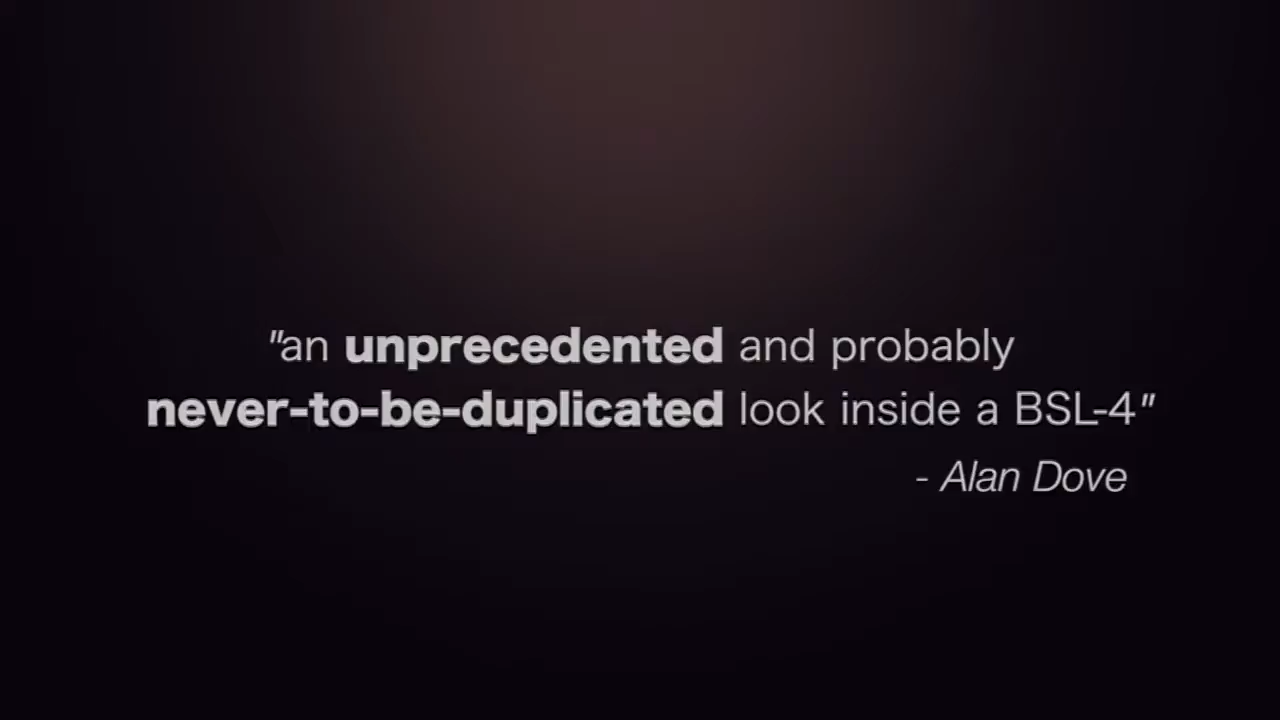 "an unprecedented and probably
never-to-be-duplicated look inside a BSL-4"
- Alan Dove